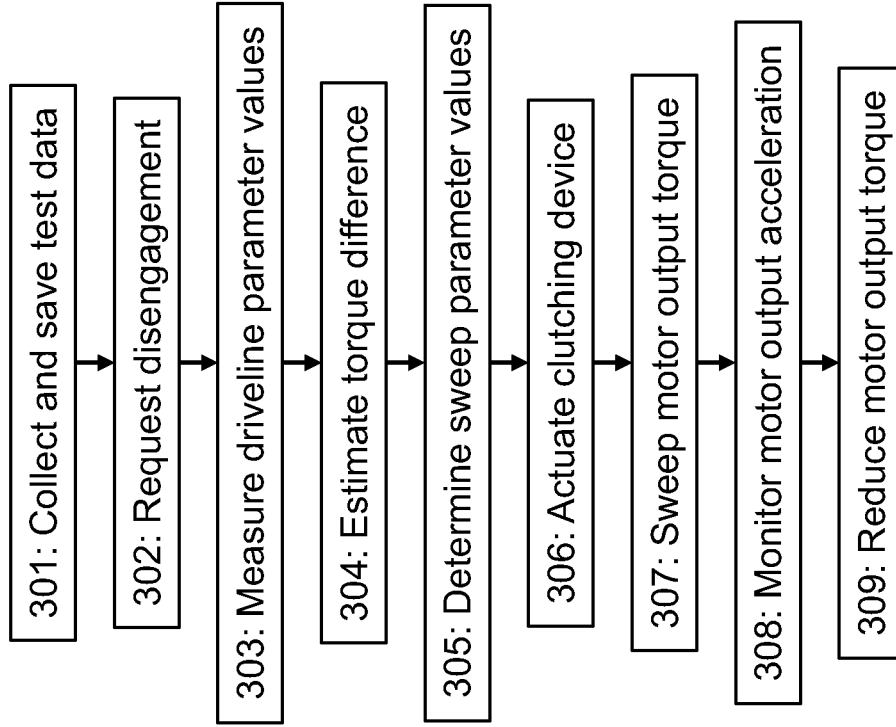 301: Collect and save test data
302: Request disengagement
303: Measure driveline parameter values
304: Estimate torque difference
305: Determine sweep parameter values
306: Actuate clutching device
307: Sweep motor output torque
308: Monitor motor output acceleration
309: Reduce motor output torque